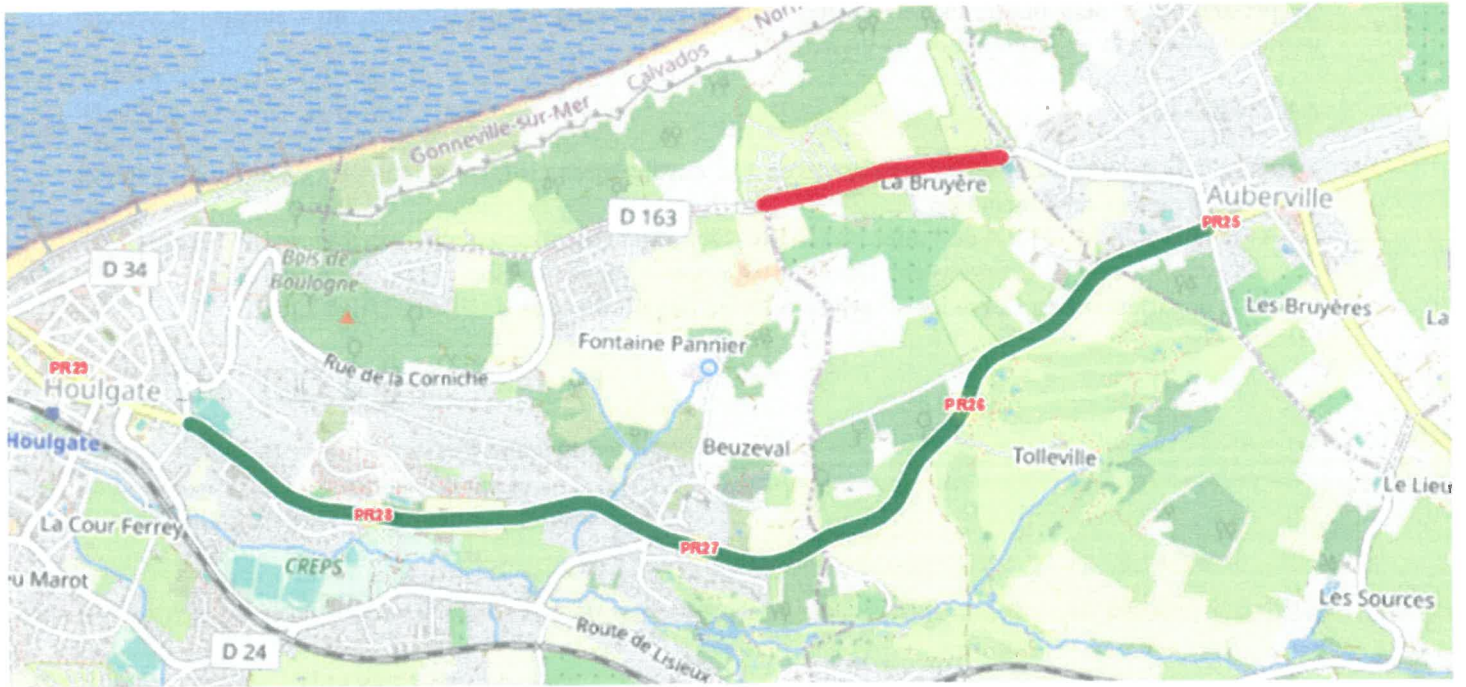 Calvados
Gonneville-sur-Mer
D 163
La Bruyère
Auberville
PR25
D 34
Bois de
Boulogne
Les Bruyères
La
Fontaine Pannier
PR29
Houlgate
Rue de la Corniche
PR26
Houlgate
Beuzeval
Tolleville
Le Lieu
PR28
La Cour Ferrey
PR27
CREPS
u Marot
Les Sources
D 24
Route de Lisieux